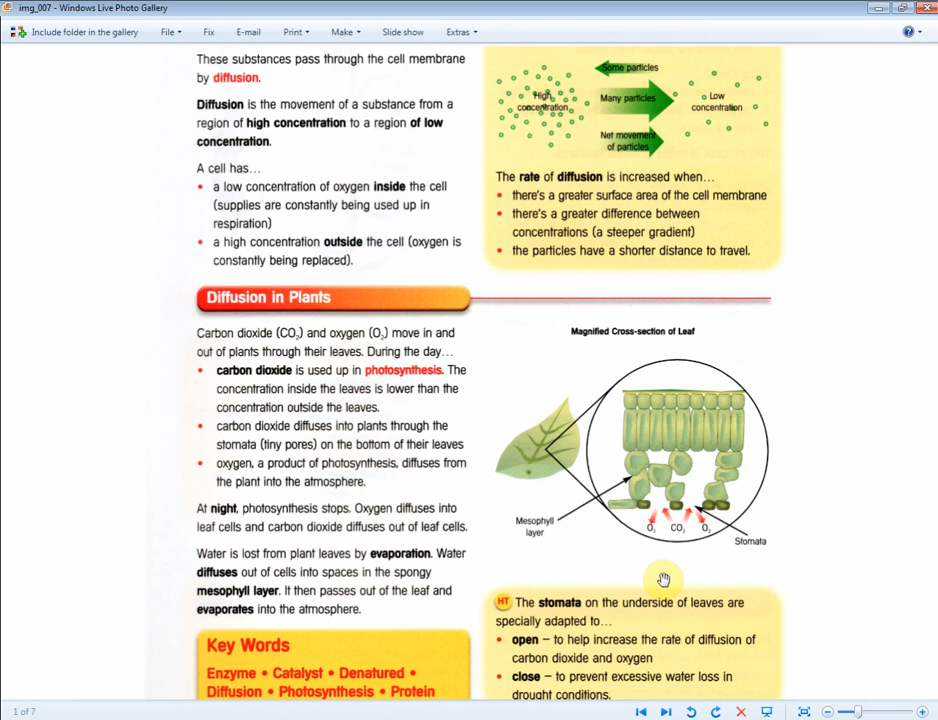 img_007 - Windows Live Photo Gallery
Include folder in the gallery File Fix E-mail Print Make Slide show Extras
These substances pass through the cell membrane
by diffusion.
Diffusion is the movement of a substance from a
region of high concentration to a region of low
concentration.
A cell has…
• a low concentration of oxygen inside the cell
(supplies are constantly being used up in
respiration)
• a high concentration outside the cell (oxygen is
constantly being replaced).
Some particles
High
concentration
Many particles
Low
concentration
Net movement
of particles
The rate of diffusion is increased when…
• there's a greater surface area of the cell membrane
• there's a greater difference between
concentrations (a steeper gradient)
• the particles have a shorter distance to travel.
Diffusion in Plants
Carbon dioxide (CO₂) and oxygen (O₂) move in and
out of plants through their leaves. During the day…
• carbon dioxide is used up in photosynthesis. The
concentration inside the leaves is lower than the
concentration outside the leaves.
• carbon dioxide diffuses into plants through the
stomata (tiny pores) on the bottom of their leaves
• oxygen, a product of photosynthesis, diffuses from
the plant into the atmosphere.
At night, photosynthesis stops. Oxygen diffuses into
leaf cells and carbon dioxide diffuses out of leaf cells.
Water is lost from plant leaves by evaporation. Water
diffuses out of cells into spaces in the spongy
mesophyll layer. It then passes out of the leaf and
evaporates into the atmosphere.
Magnified Cross-section of Leaf
Mesophyll
layer
O₂ CO₂ O₂
Stomata
HT The stomata on the underside of leaves are
specially adapted to…
• open – to help increase the rate of diffusion of
carbon dioxide and oxygen
• close – to prevent excessive water loss in
drought conditions.
Key Words
Enzyme • Catalyst • Denatured •
Diffusion • Photosynthesis • Protein
1 of 7